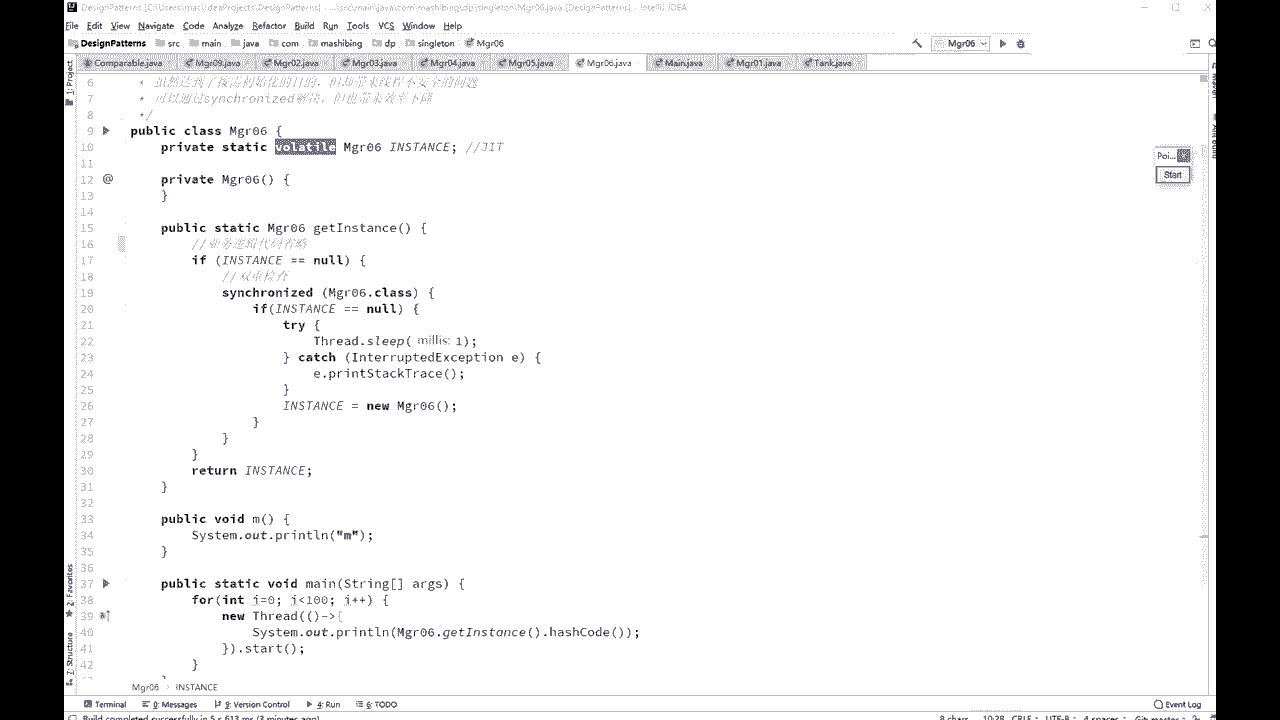 DesignPatterns [C:\Users\mac\IdeaProjects\DesignPatterns] - ...\src\main\java\com\mashibing\dp\singleton\Mgr06.java [DesignPatterns] - IntelliJ IDEA
File Edit View Navigate Code Analyze Refactor Build Run Tools VCS Window Help
DesignPatterns src main java com mashibing dp singleton Mgr06 Mgr06
Comparable.java Mgr02.java Mgr03.java Mgr04.java Mgr05.java Mgr06.java Main.java Mgr01.java Tank.java
6 * 虽然达到了按需初始化的目的，但却带来线程不安全的问题
7 * 可以通过synchronized解决，但也带来效率下降
8 */
9 public class Mgr06 {
10 private static volatile Mgr06 INSTANCE; //JIT
11
12 private Mgr06() {
13 }
14
15 public static Mgr06 getInstance() {
16 //业务逻辑代码省略
17 if (INSTANCE == null) {
18 //双重检查
19 synchronized (Mgr06.class) {
20 if(INSTANCE == null) {
21 try {
22 Thread.sleep( millis: 1);
23 } catch (InterruptedException e) {
24 e.printStackTrace();
25 }
26 INSTANCE = new Mgr06();
27 }
28 }
29 }
30 return INSTANCE;
31 }
32
33 public void m() {
34 System.out.println("m");
35 }
36
37 public static void main(String[] args) {
38 for(int i=0; i<100; i++) {
39 new Thread(()->{
40 System.out.println(Mgr06.getInstance().hashCode());
41 }).start();
42 }
Mgr06 › INSTANCE
Terminal 0: Messages 9: Version Control 4: Run 6: TODO Event Log
Build completed successfully in 5 s 613 ms (3 minutes ago) 8 chars 10:28 CRLF UTF-8 4 spaces Git: master
1: Project
2: Favorites
7: Structure
Maven
Poi...
Start